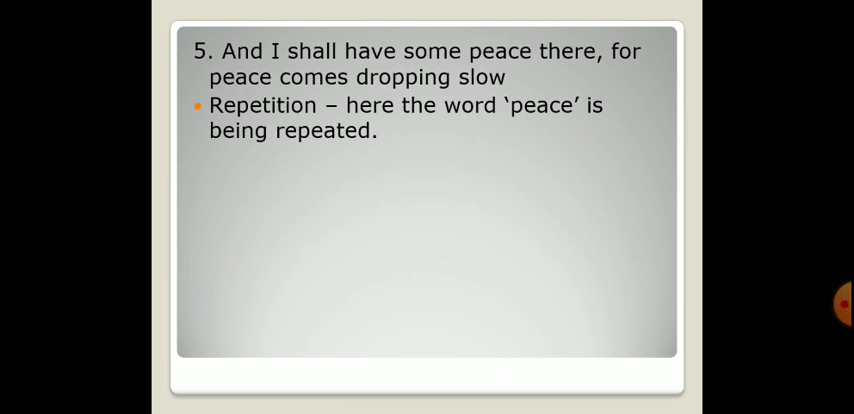 5. And I shall have some peace there, for
peace comes dropping slow
• Repetition – here the word ‘peace’ is
being repeated.